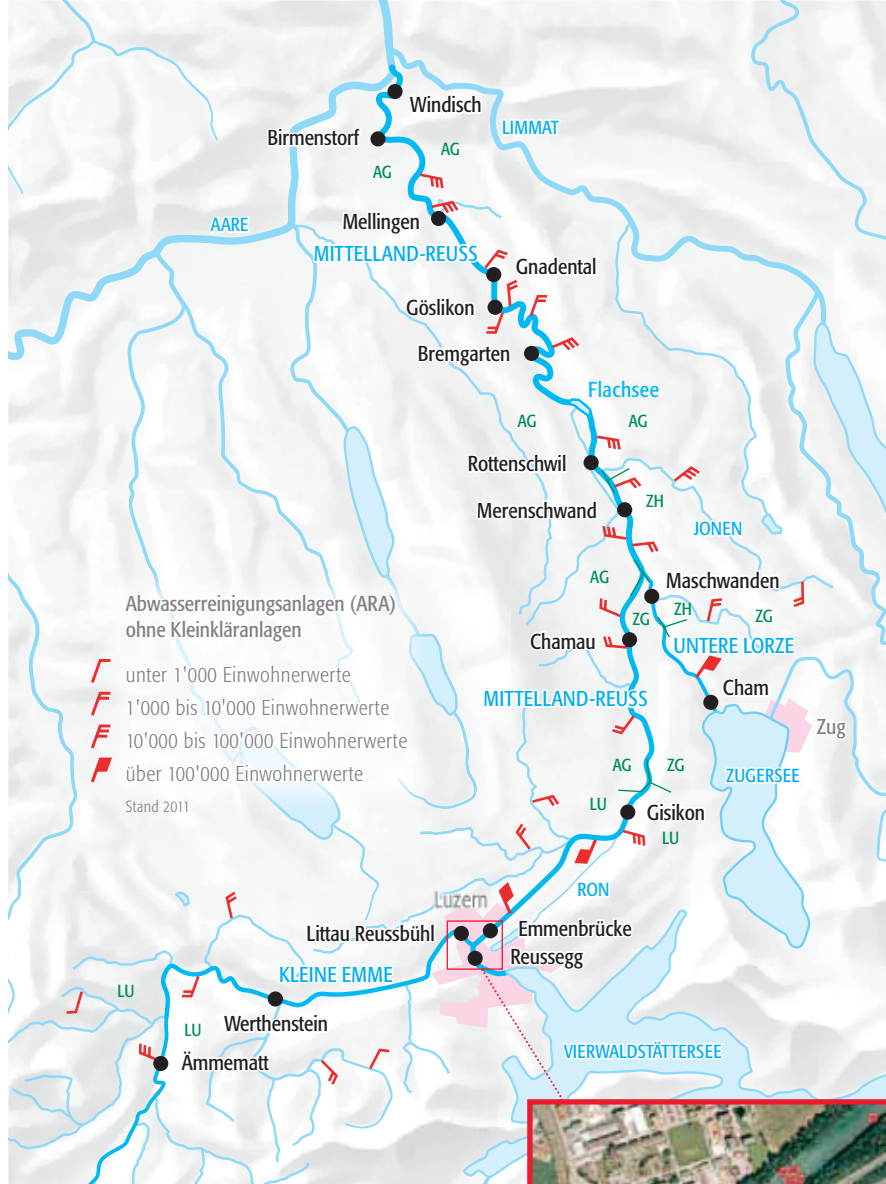 Windisch
LIMMAT
Birmenstorf
AG
AG
Mellingen
AARE
MITTELLAND-REUSS
Gnadental
Göslikon
Bremgarten
Flachsee
AG
AG
Rottenschwil
Merenschwand
ZH
JONEN
AG
Maschwanden
ZG
ZH
ZG
Abwasserreinigungsanlagen (ARA)
ohne Kleinkläranlagen
unter 1'000 Einwohnerwerte
1'000 bis 10'000 Einwohnerwerte
10'000 bis 100'000 Einwohnerwerte
über 100'000 Einwohnerwerte
Stand 2011
Chamau
UNTERE LORZE
Cham
MITTELLAND-REUSS
Zug
AG
ZG
ZUGERSEE
LU
Gisikon
LU
RON
Luzern
Littau Reussbühl
Emmenbrücke
Reussegg
KLEINE EMME
LU
Werthenstein
LU
Ämmematt
VIERWALDSTÄTTERSEE